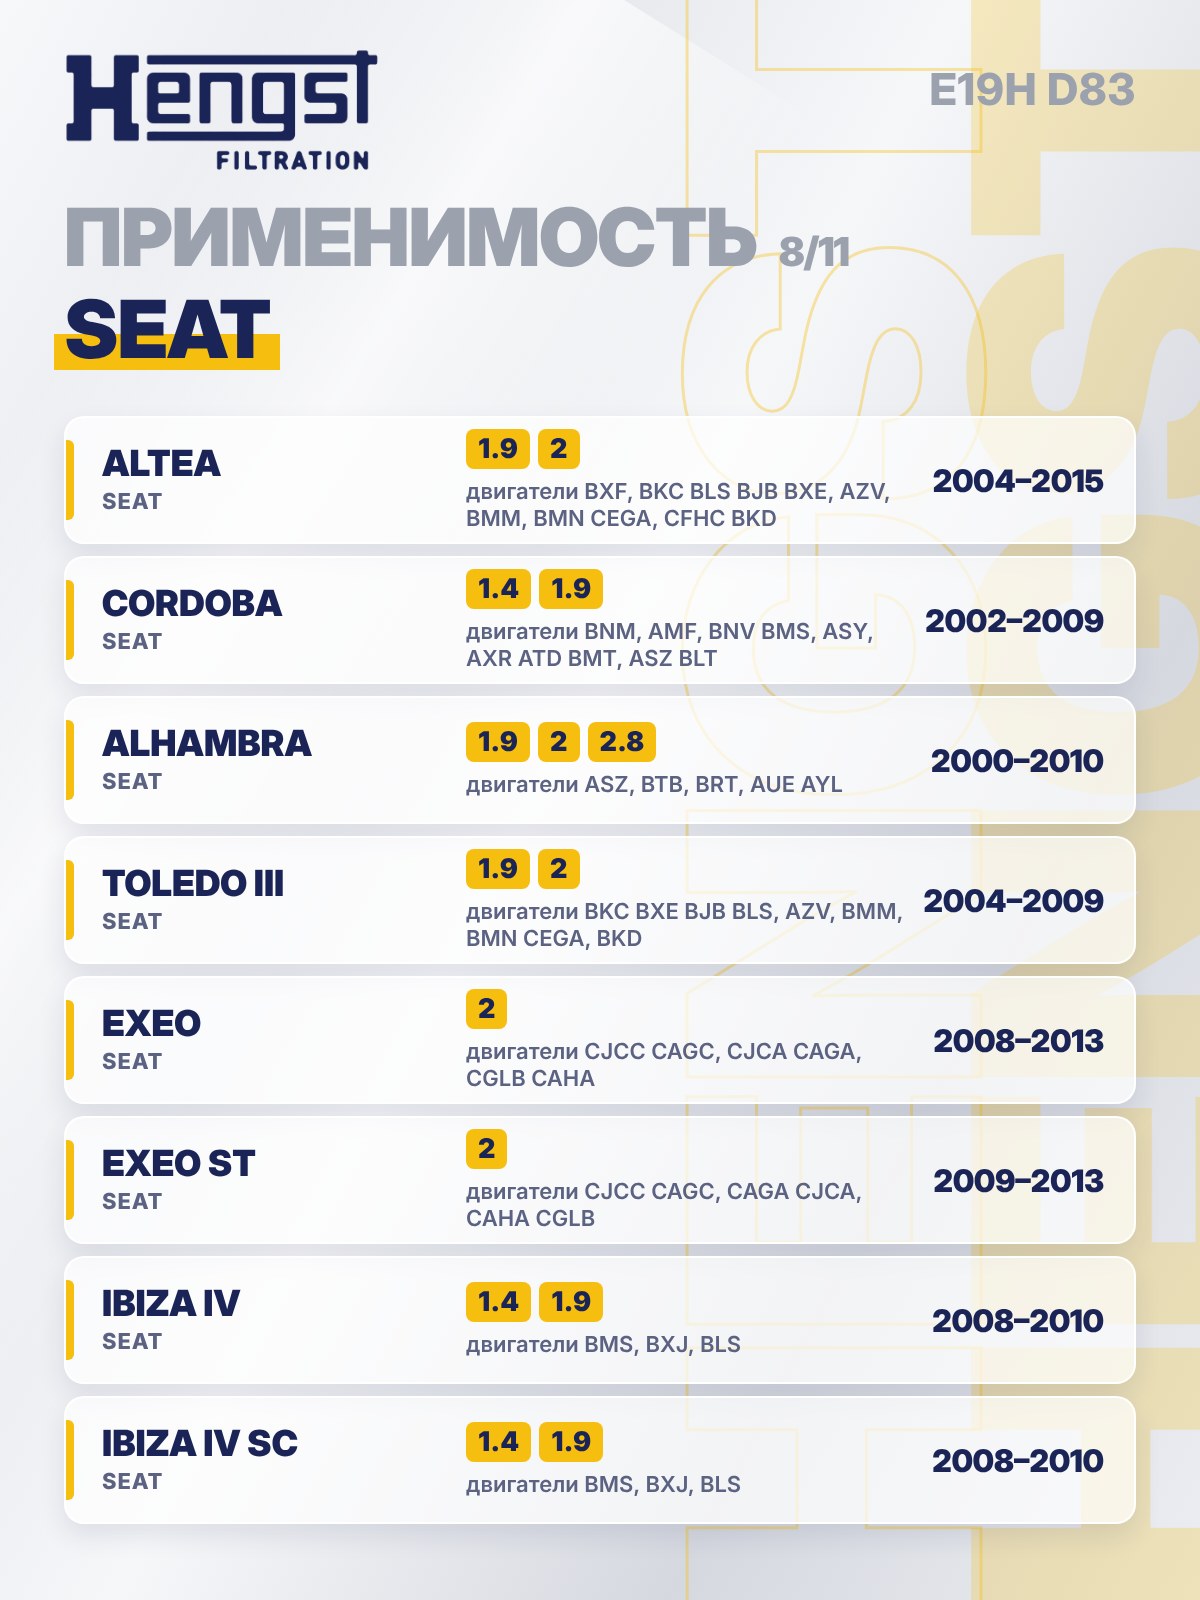 Hengst
FILTRATION
E19H D83
ПРИМЕНИМОСТЬ 8/11
SEAT
ALTEA
SEAT
1.9 2
двигатели BXF, BKC BLS BJB BXE, AZV,
BMM, BMN CEGA, CFHC BKD
2004–2015
CORDOBA
SEAT
1.4 1.9
двигатели BNM, AMF, BNV BMS, ASY,
AXR ATD BMT, ASZ BLT
2002–2009
ALHAMBRA
SEAT
1.9 2 2.8
двигатели ASZ, BTB, BRT, AUE AYL
2000–2010
TOLEDO III
SEAT
1.9 2
двигатели BKC BXE BJB BLS, AZV, BMM,
BMN CEGA, BKD
2004–2009
EXEO
SEAT
2
двигатели CJCC CAGC, CJCA CAGA,
CGLB CAHA
2008–2013
EXEO ST
SEAT
2
двигатели CJCC CAGC, CAGA CJCA,
CAHA CGLB
2009–2013
IBIZA IV
SEAT
1.4 1.9
двигатели BMS, BXJ, BLS
2008–2010
IBIZA IV SC
SEAT
1.4 1.9
двигатели BMS, BXJ, BLS
2008–2010
HENGST
HENGST